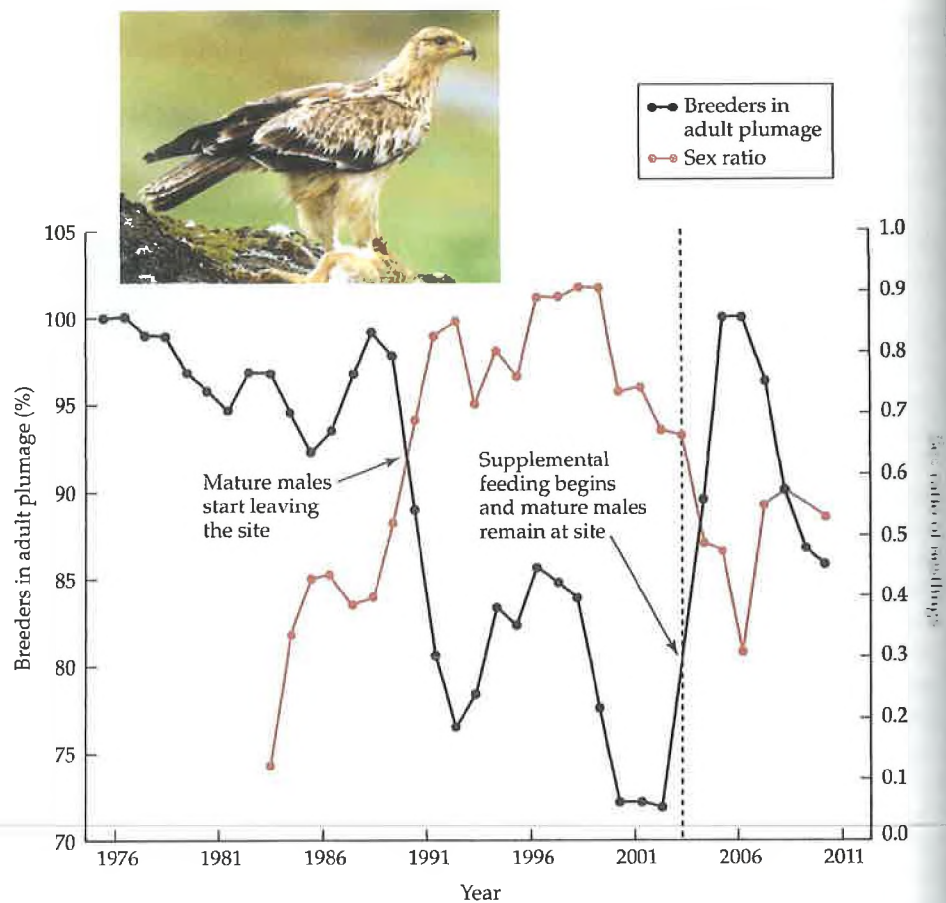 Breeders in
adult plumage
Sex ratio
105
100
95
90
85
80
75
70
Breeders in adult plumage (%)
1.0
0.9
0.8
0.7
0.6
0.5
0.4
0.3
0.2
0.1
0.0
Mature males
start leaving
the site
Supplemental
feeding begins
and mature males
remain at site
1976
1981
1986
1991
1996
2001
2006
2011
Year